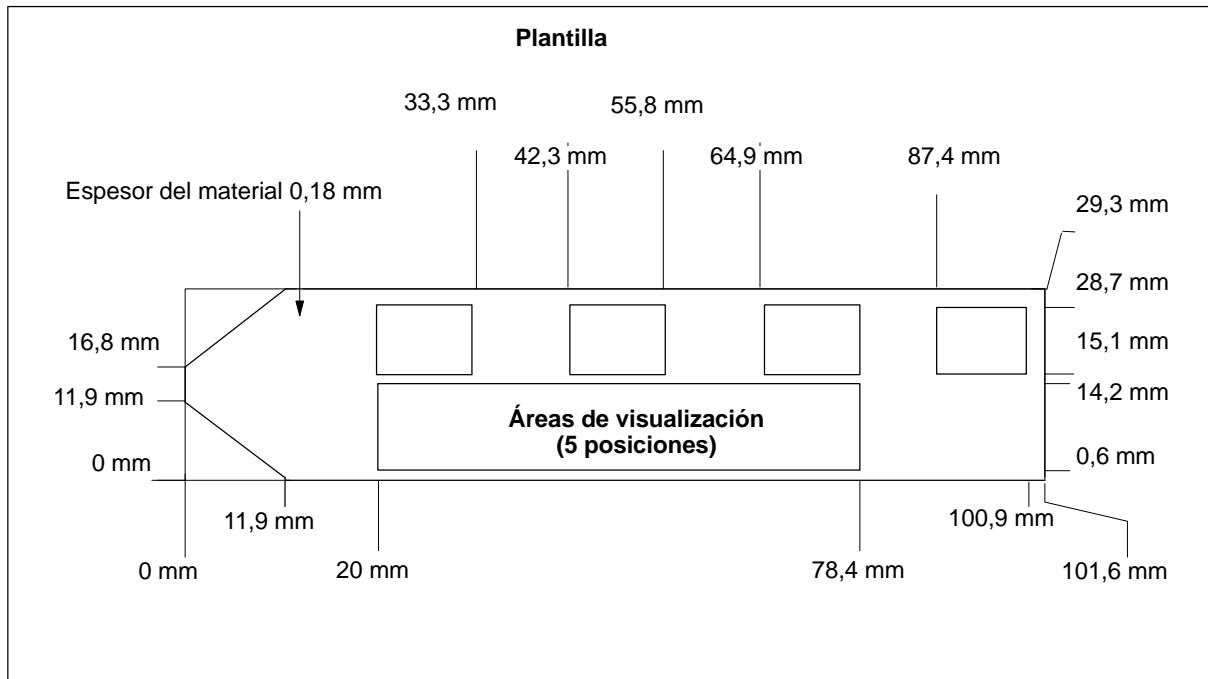 Plantilla
33,3 mm
55,8 mm
42,3 mm
64,9 mm
87,4 mm
Espesor del material 0,18 mm
29,3 mm
28,7 mm
16,8 mm
15,1 mm
11,9 mm
14,2 mm
Áreas de visualización
(5 posiciones)
0 mm
0,6 mm
11,9 mm
100,9 mm
0 mm
20 mm
78,4 mm
101,6 mm